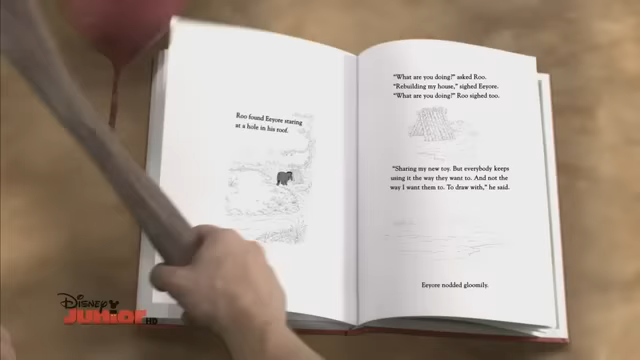 Roo found Eeyore staring
at a hole in his roof.
"What are you doing?" asked Roo.
"Rebuilding my house," sighed Eeyore.
"What are you doing?" Roo sighed too.
"Sharing my new toy. But everybody keeps
using it the way they want to. And not the
way I want them to. To draw with," he said.
Eeyore nodded gloomily.
Disney
JUNIOR HD